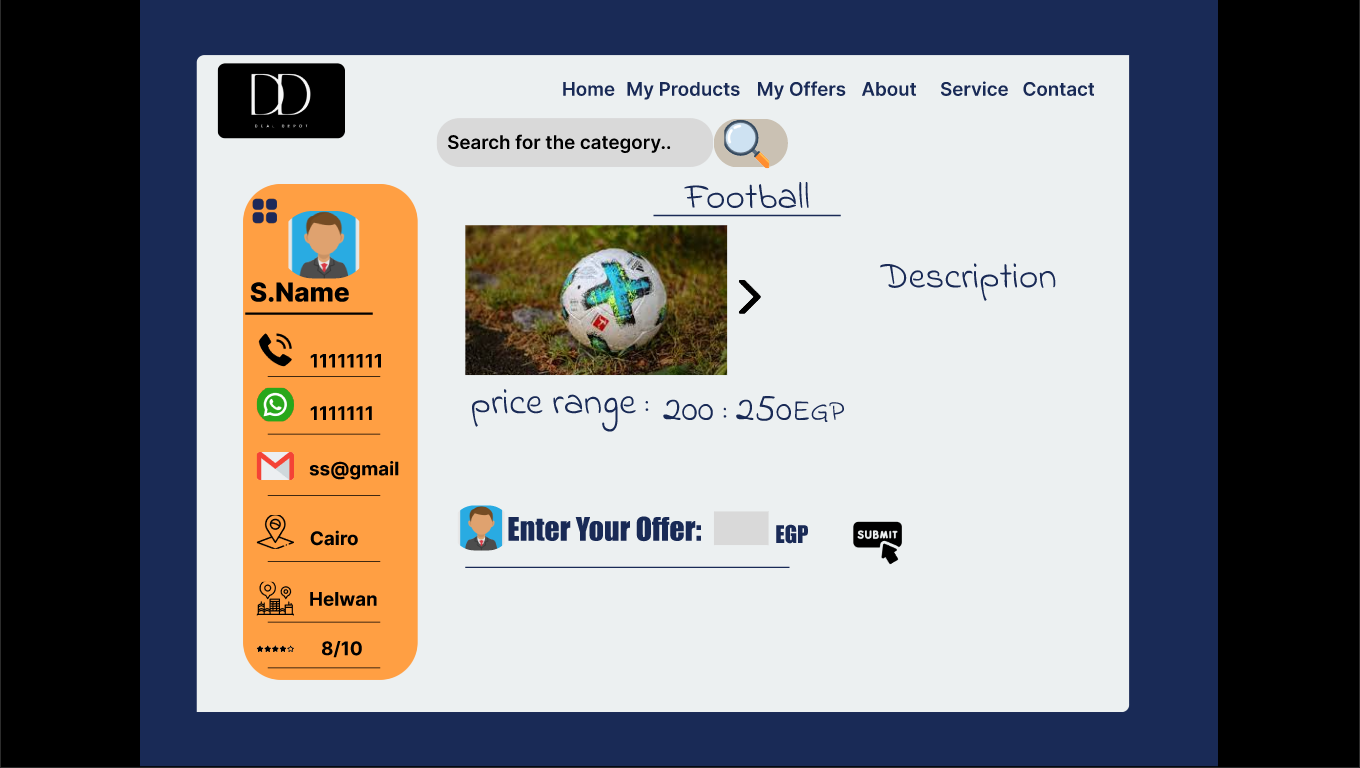 DD
DEAL DEPOT
Home My Products My Offers About Service Contact
Search for the category..
Football
S.Name
Description
11111111
1111111
price range : 200 : 250EGP
ss@gmail
Cairo
Enter Your Offer: EGP
SUBMIT
Helwan
8/10